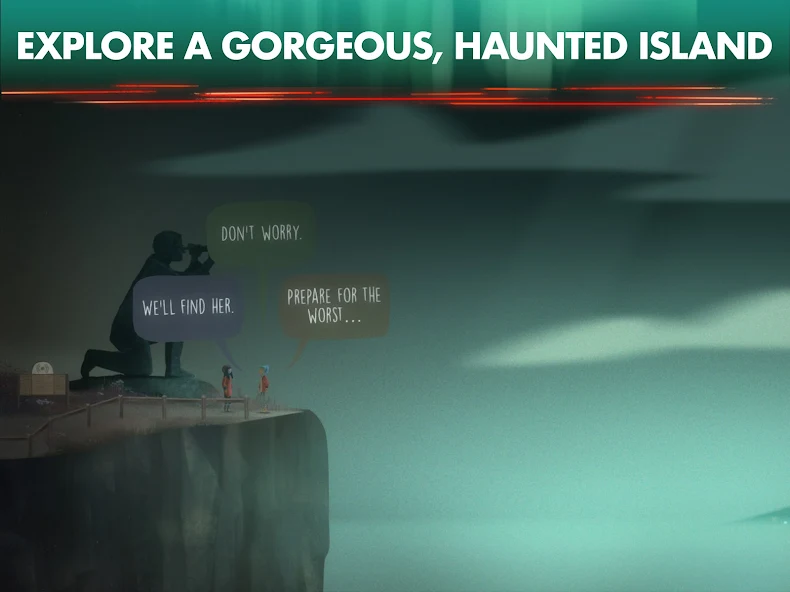 EXPLORE A GORGEOUS, HAUNTED ISLAND
DON'T WORRY.
WE'LL FIND HER.
PREPARE FOR THE
WORST...